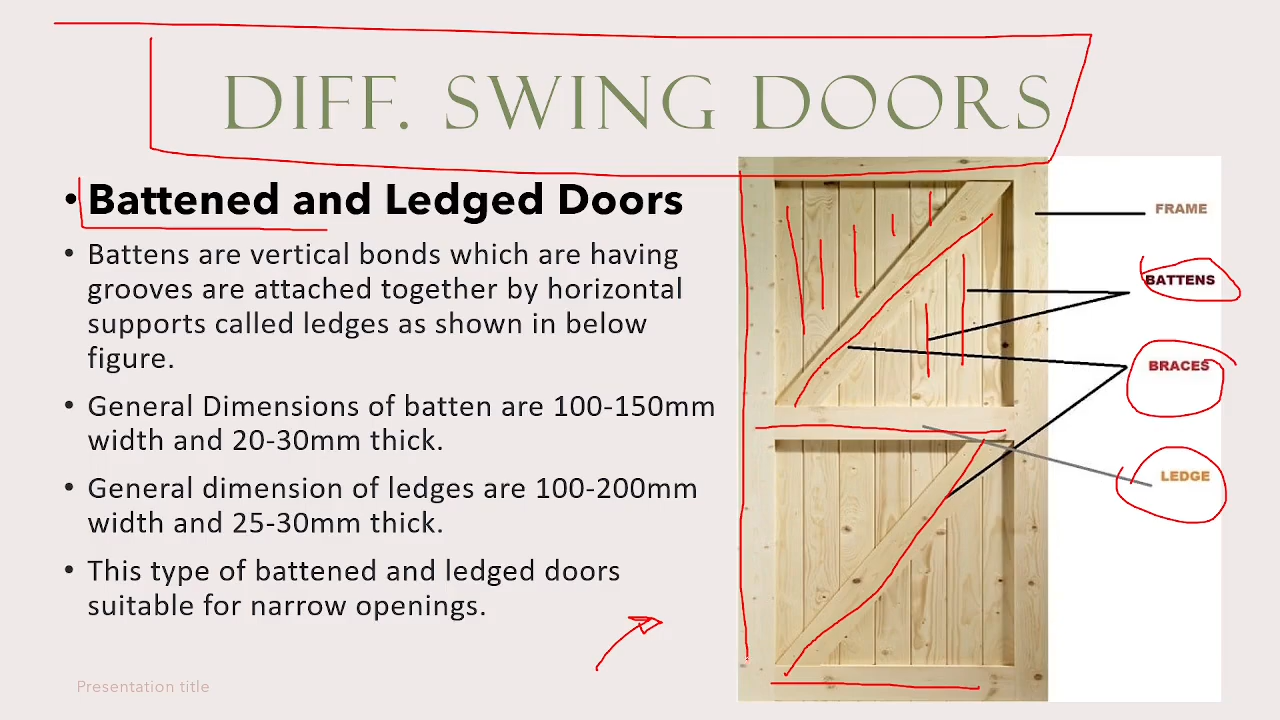 DIFF. SWING DOORS
• Battened and Ledged Doors
• Battens are vertical bonds which are having
grooves are attached together by horizontal
supports called ledges as shown in below
figure.
• General Dimensions of batten are 100-150mm
width and 20-30mm thick.
• General dimension of ledges are 100-200mm
width and 25-30mm thick.
• This type of battened and ledged doors
suitable for narrow openings.
FRAME
BATTENS
BRACES
LEDGE
Presentation title